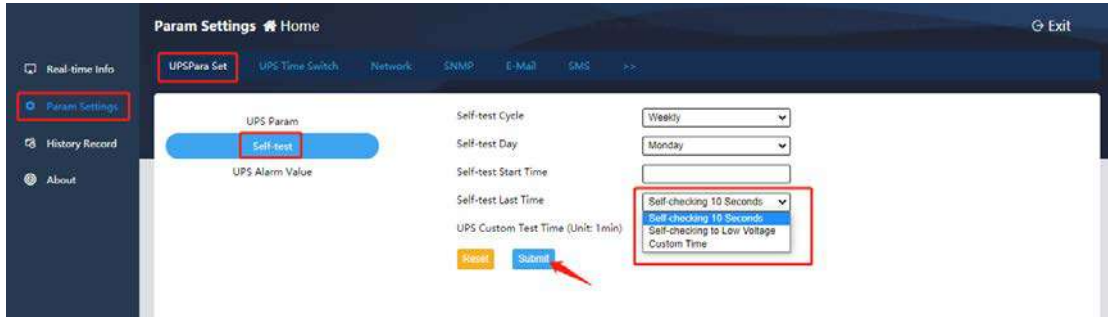 Param Settings Home
Exit
Real-time Info
Param Settings
History Record
About
UPSPara Set UPS Time Switch Network SNMP E-Mail SMS >>
UPS Param
Self-test
UPS Alarm Value
Self-test Cycle Weekly
Self-test Day Monday
Self-test Start Time
Self-test Last Time Self-checking 10 Seconds
Self-checking 10 Seconds
Self-checking to Low Voltage
Custom Time
UPS Custom Test Time (Unit: 1min)
Reset Submit